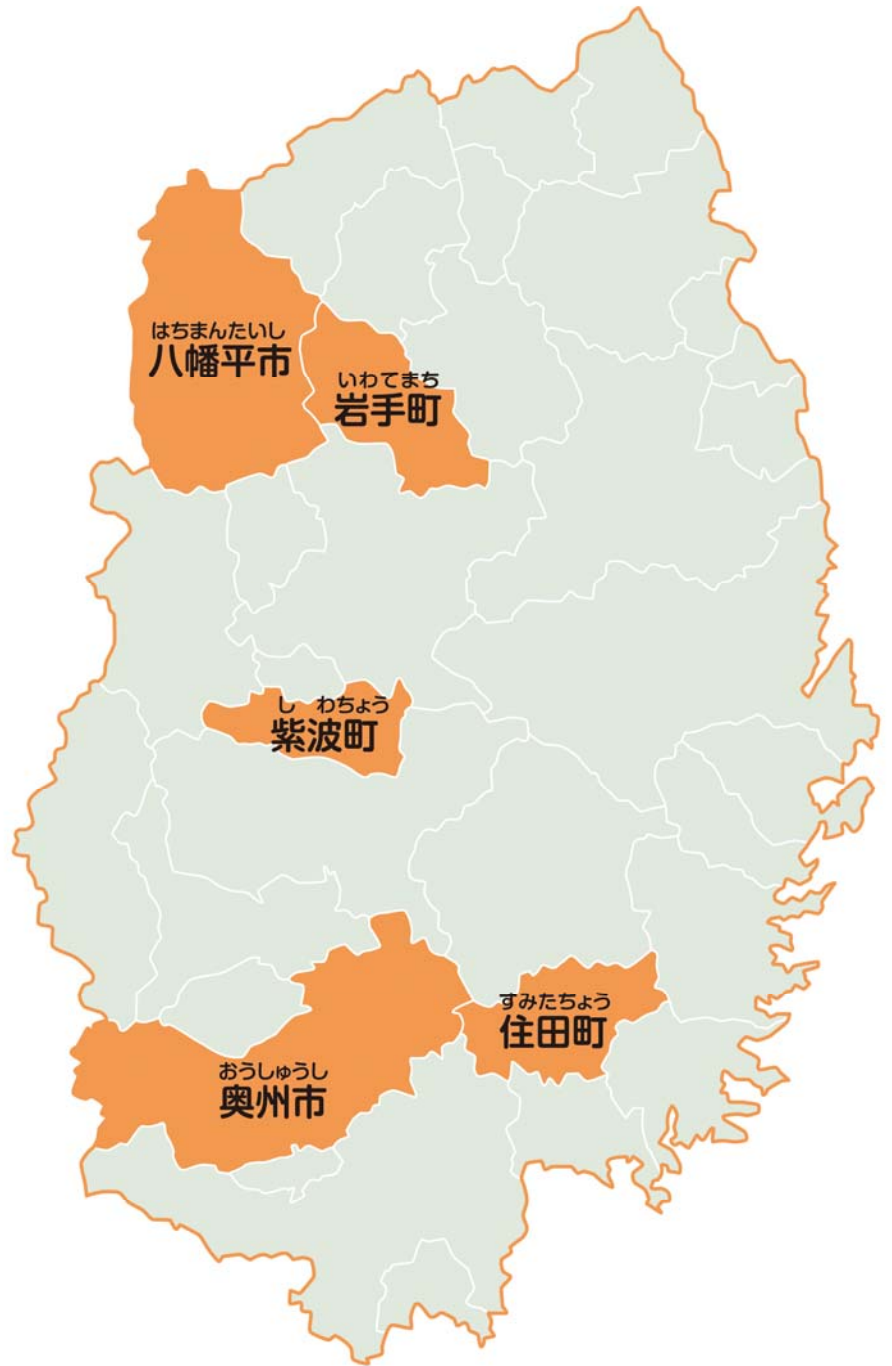 はちまんたいし
八幡平市
いわてまち
岩手町
し わちょう
紫波町
すみたちょう
住田町
おうしゅうし
奥州市